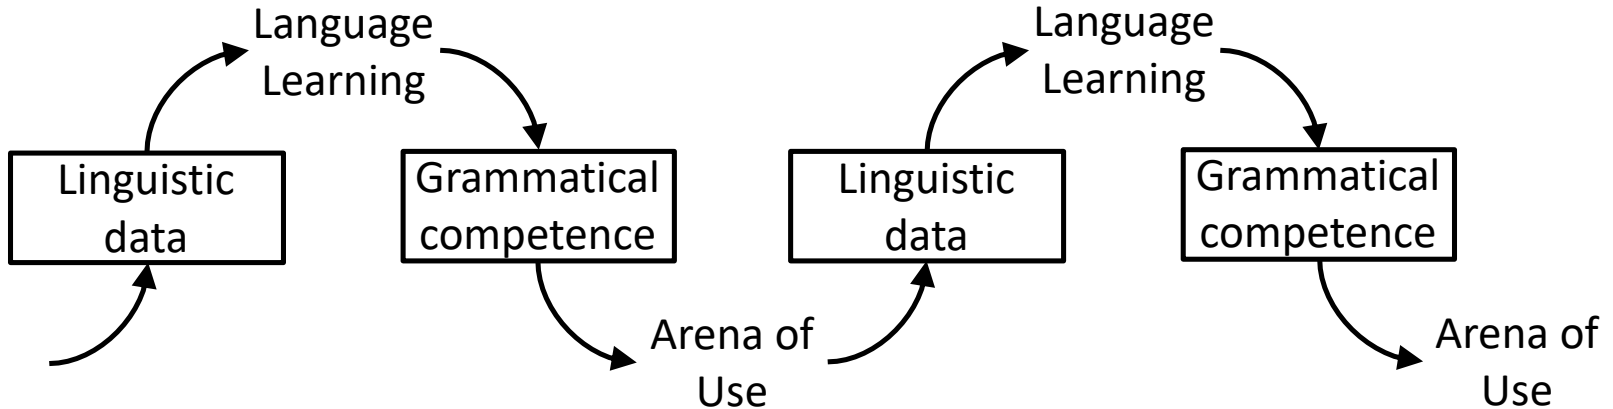 Language
Learning
Linguistic
data
Grammatical
competence
Arena of
Use
Language
Learning
Linguistic
data
Grammatical
competence
Arena of
Use